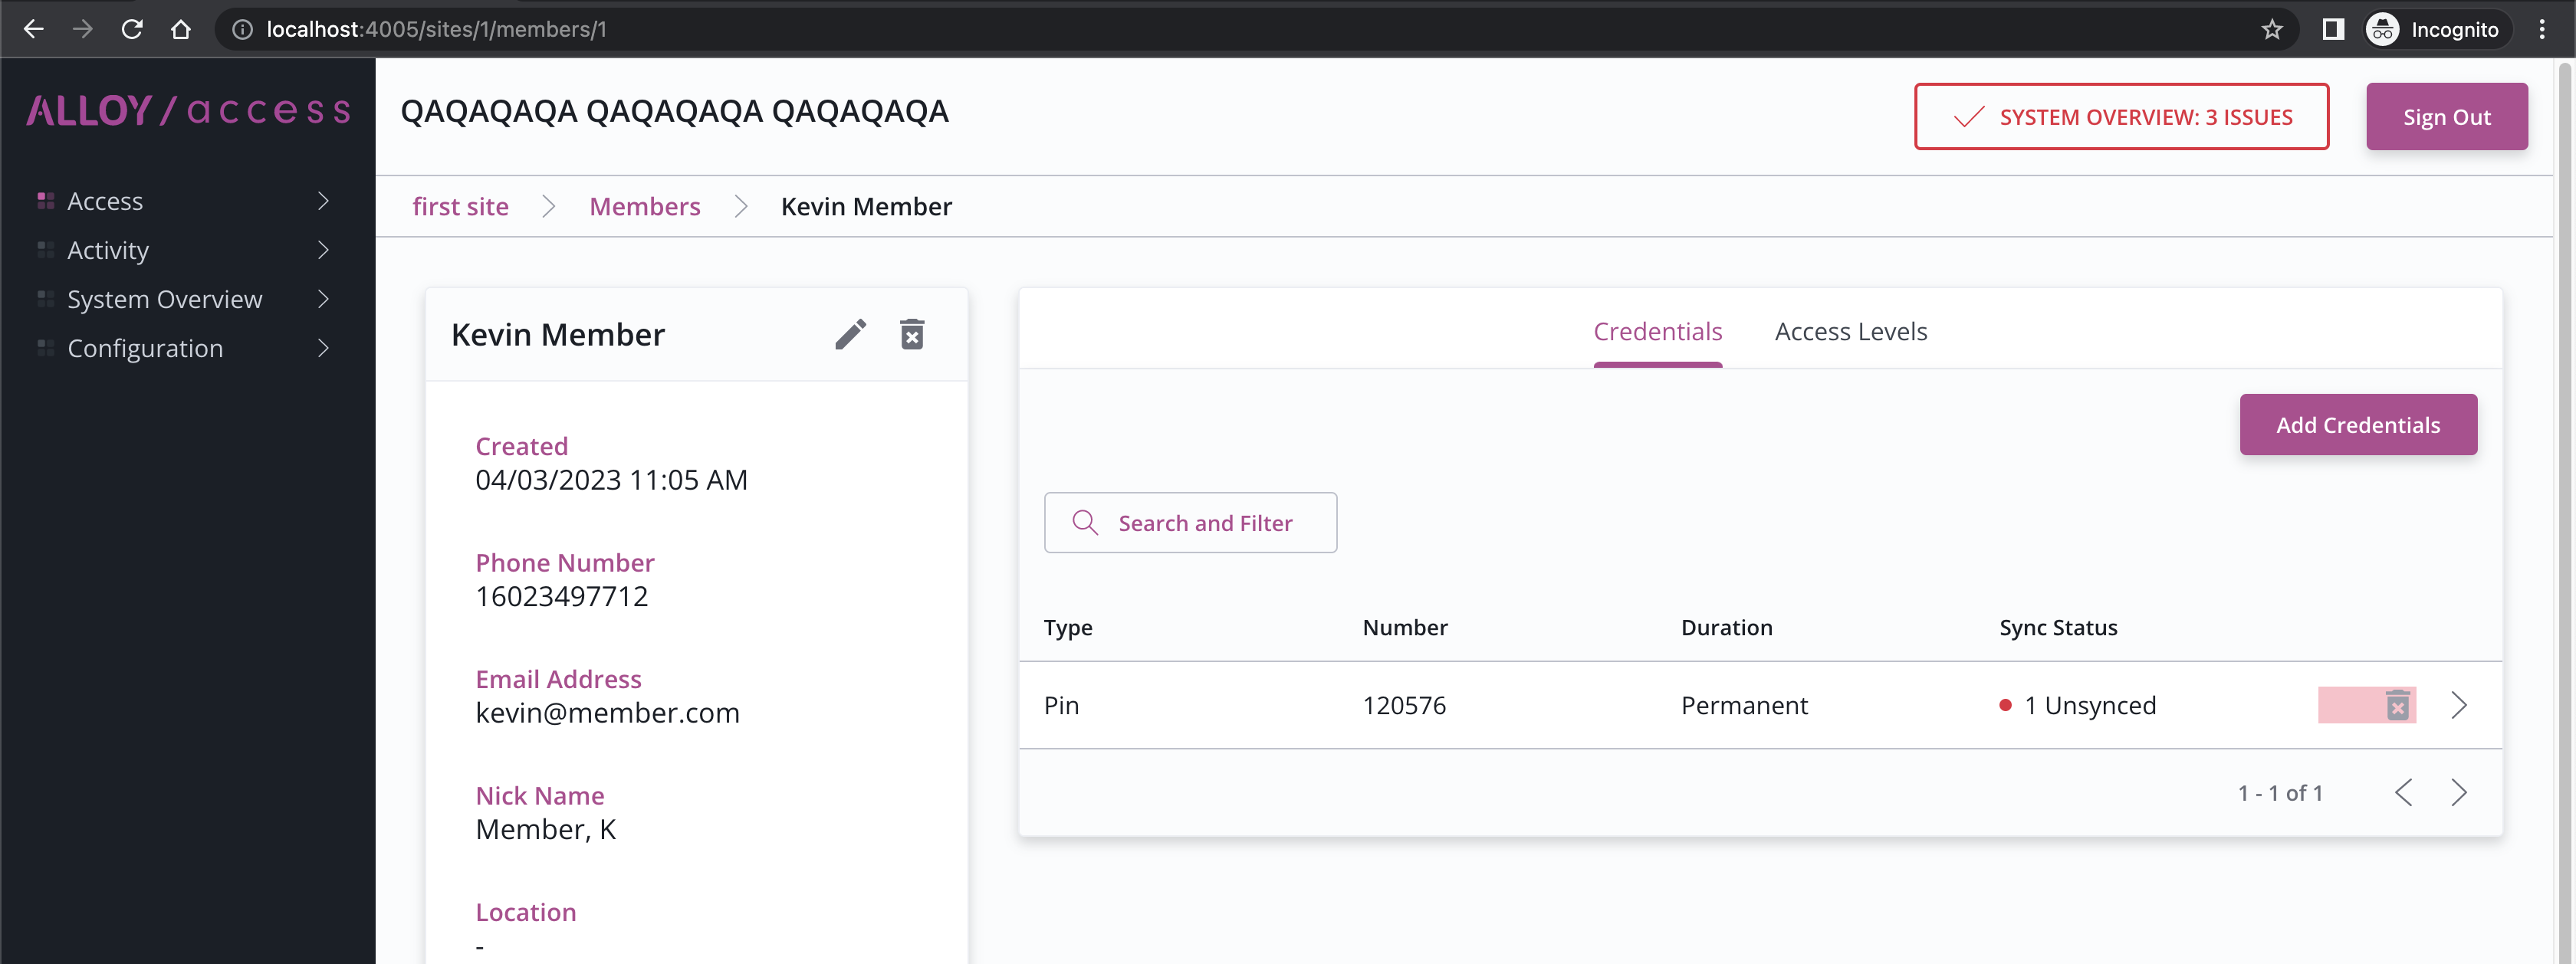 localhost:4005/sites/1/members/1
Incognito
ALLOY/access
QAQAQAQA QAQAQAQA QAQAQAQA
SYSTEM OVERVIEW: 3 ISSUES
Sign Out
Access
Activity
System Overview
Configuration
first site
Members
Kevin Member
Kevin Member
Created
04/03/2023 11:05 AM
Phone Number
16023497712
Email Address
kevin@member.com
Nick Name
Member, K
Location
-
Credentials
Access Levels
Add Credentials
Search and Filter
Type Number Duration Sync Status
Pin 120576 Permanent 1 Unsynced
1 - 1 of 1